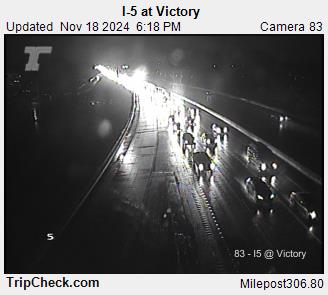 I-5 at Victory
Updated Nov 18 2024 6:18 PM Camera 83
T
S
83 - I5 @ Victory
TripCheck.com Milepost306.80